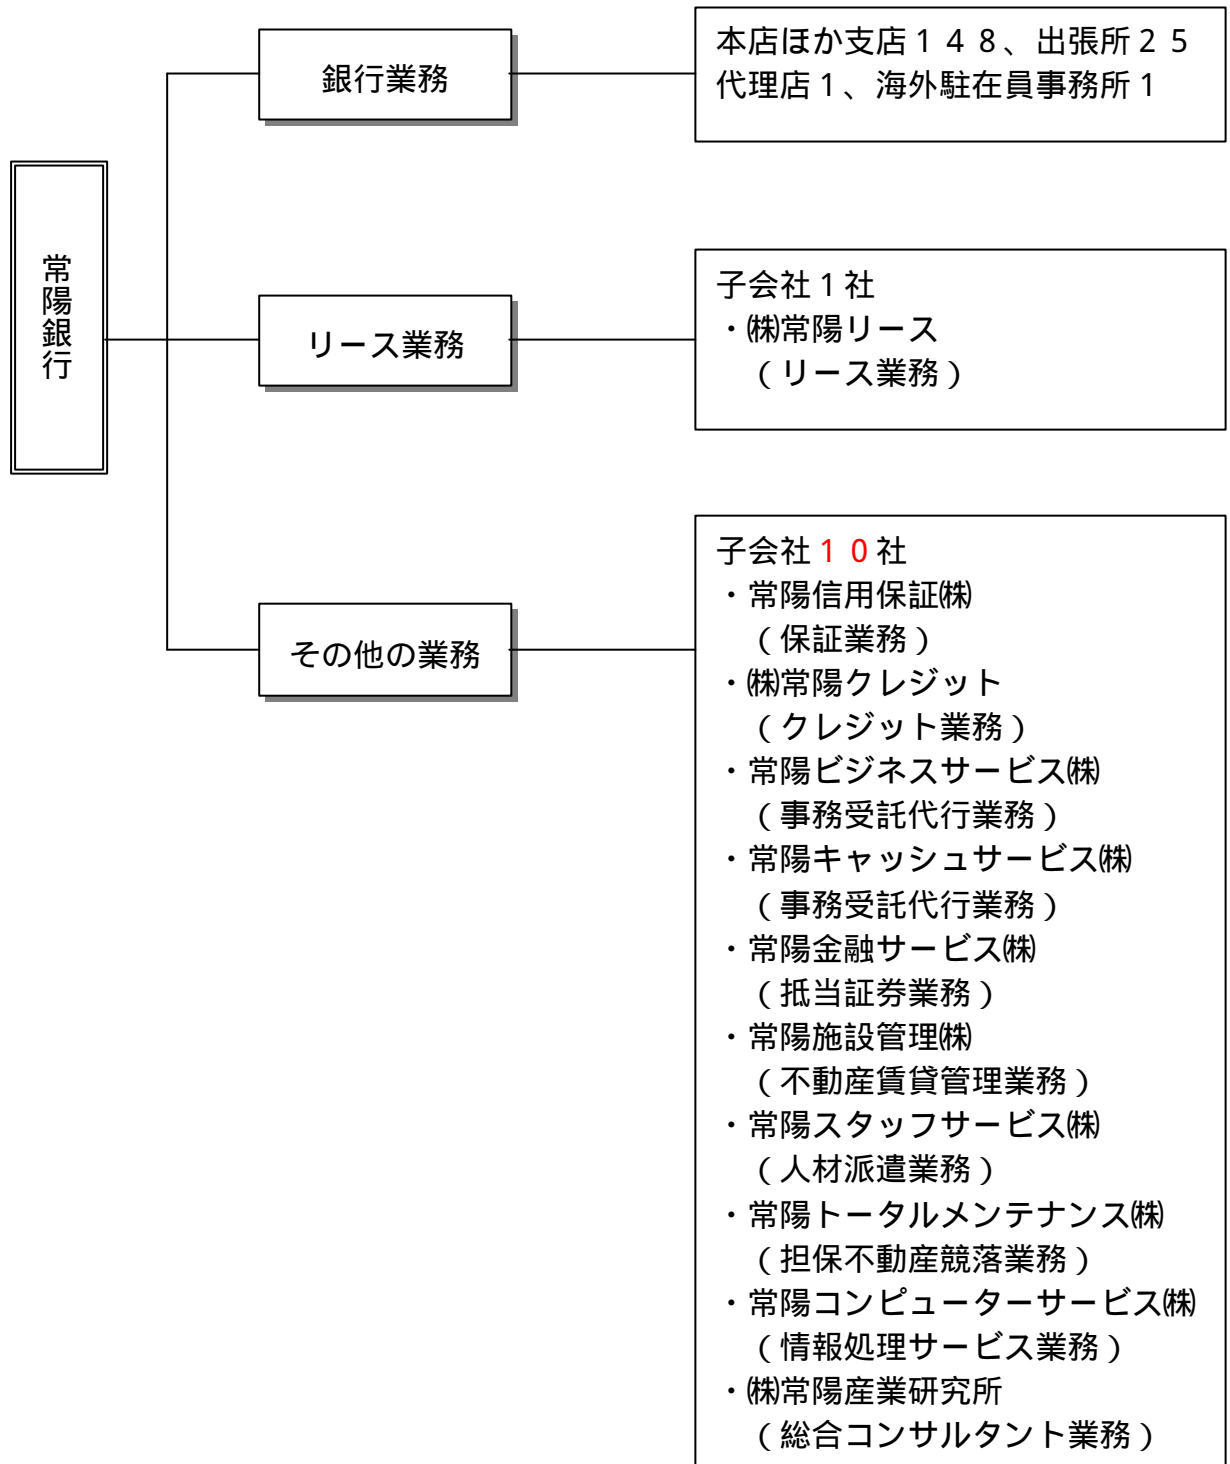 常陽銀行
銀行業務
本店ほか支店１４８、出張所２５
代理店１、海外駐在員事務所１
リース業務
子会社１社
・㈱常陽リース
（リース業務）
その他の業務
子会社１０社
・常陽信用保証㈱
（保証業務）
・㈱常陽クレジット
（クレジット業務）
・常陽ビジネスサービス㈱
（事務受託代行業務）
・常陽キャッシュサービス㈱
（事務受託代行業務）
・常陽金融サービス㈱
（抵当証券業務）
・常陽施設管理㈱
（不動産賃貸管理業務）
・常陽スタッフサービス㈱
（人材派遣業務）
・常陽トータルメンテナンス㈱
（担保不動産競落業務）
・常陽コンピューターサービス㈱
（情報処理サービス業務）
・㈱常陽産業研究所
（総合コンサルタント業務）